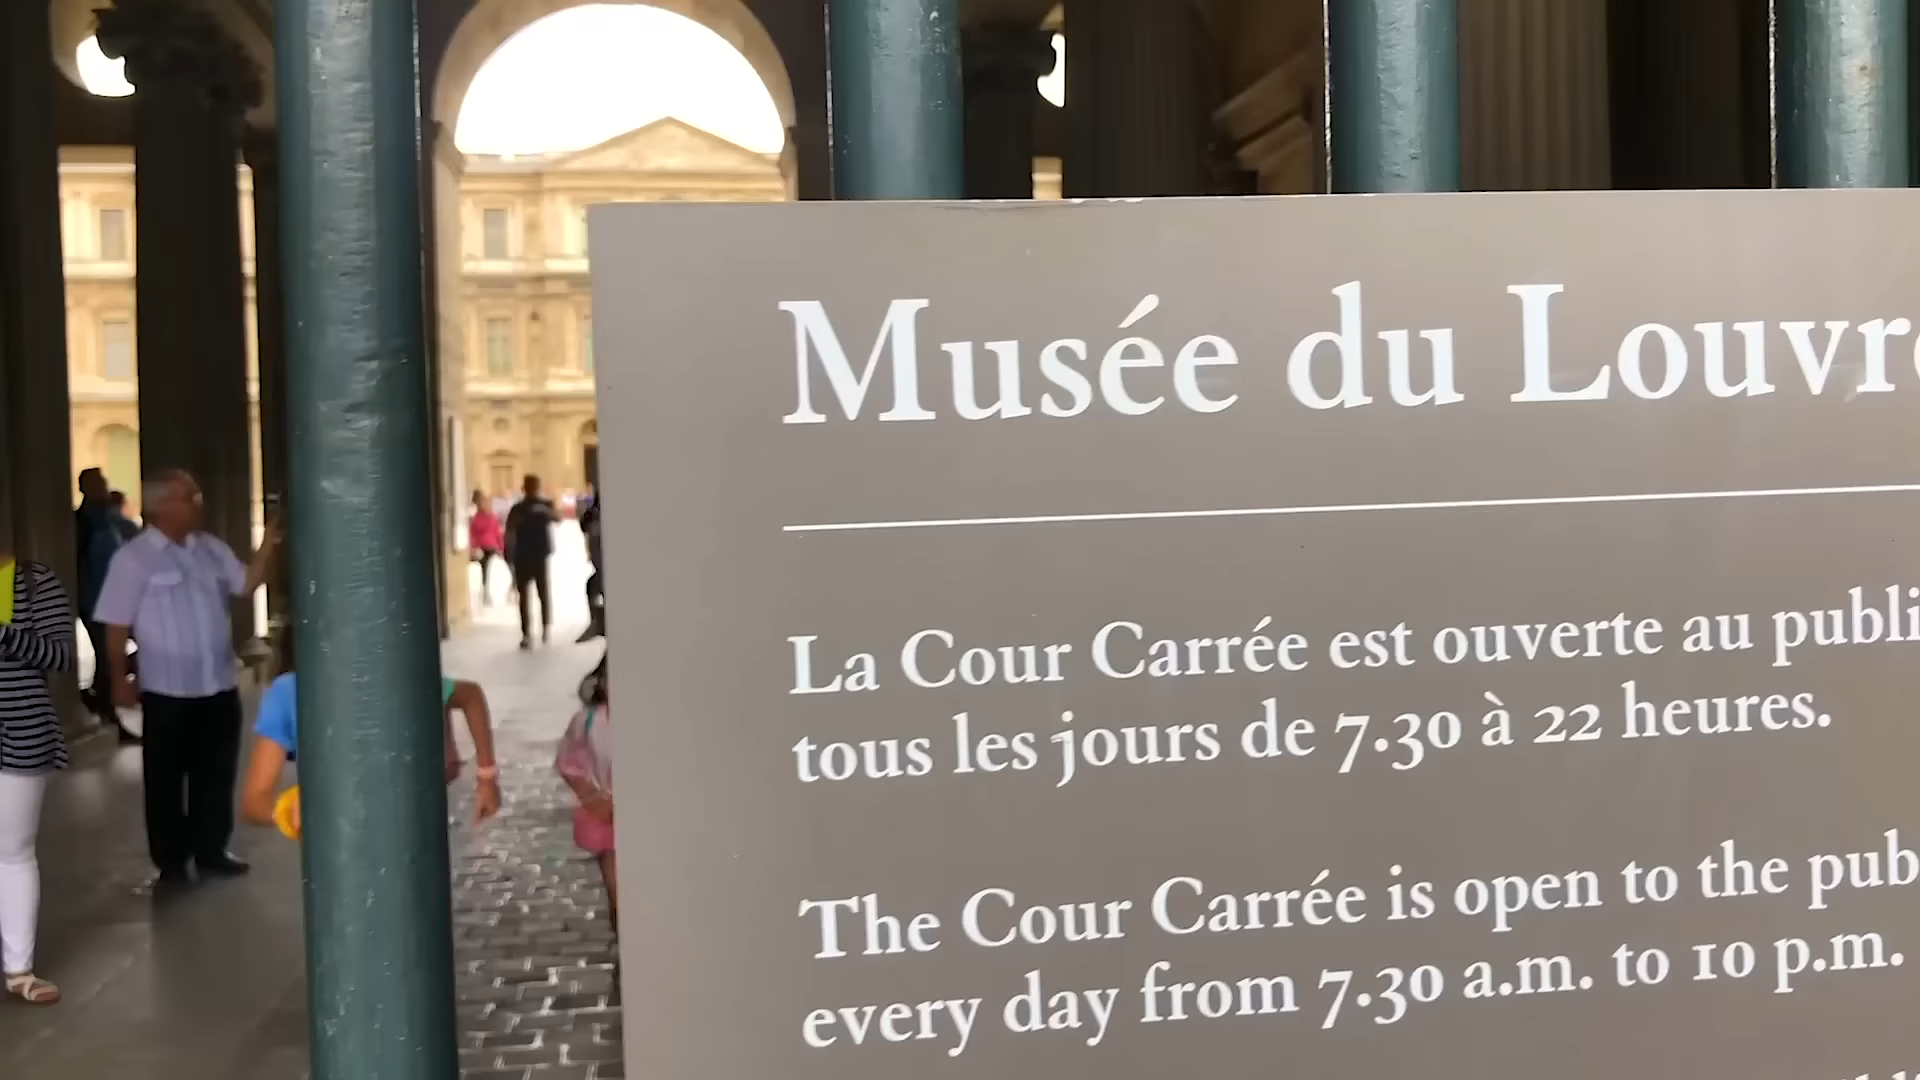 Musée du Louvre
La Cour Carrée est ouverte au publi
tous les jours de 7.30 à 22 heures.
The Cour Carrée is open to the pub
every day from 7.30 a.m. to 10 p.m.